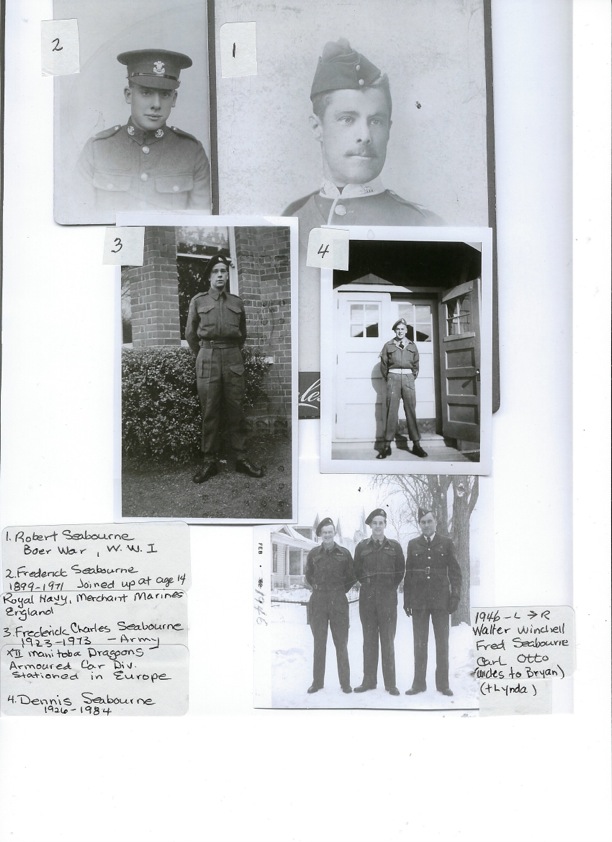 2
1
3
4
1. Robert Seabourne
Boer War, W.W.I
2. Frederick Seabourne
1899-1971 Joined up at age 14
Royal Navy, Merchant Marines
England
3. Frederick Charles Seabourne
1923-1973 - Army
XII Manitoba Dragoons
Armoured Car Div.
Stationed in Europe
4. Dennis Seabourne
1926-1984
FEB • 1946
1946 - L → R
Walter Winchell
Fred Seabourne
Carl Otto
(uncles to Bryan)
(+Lynda)